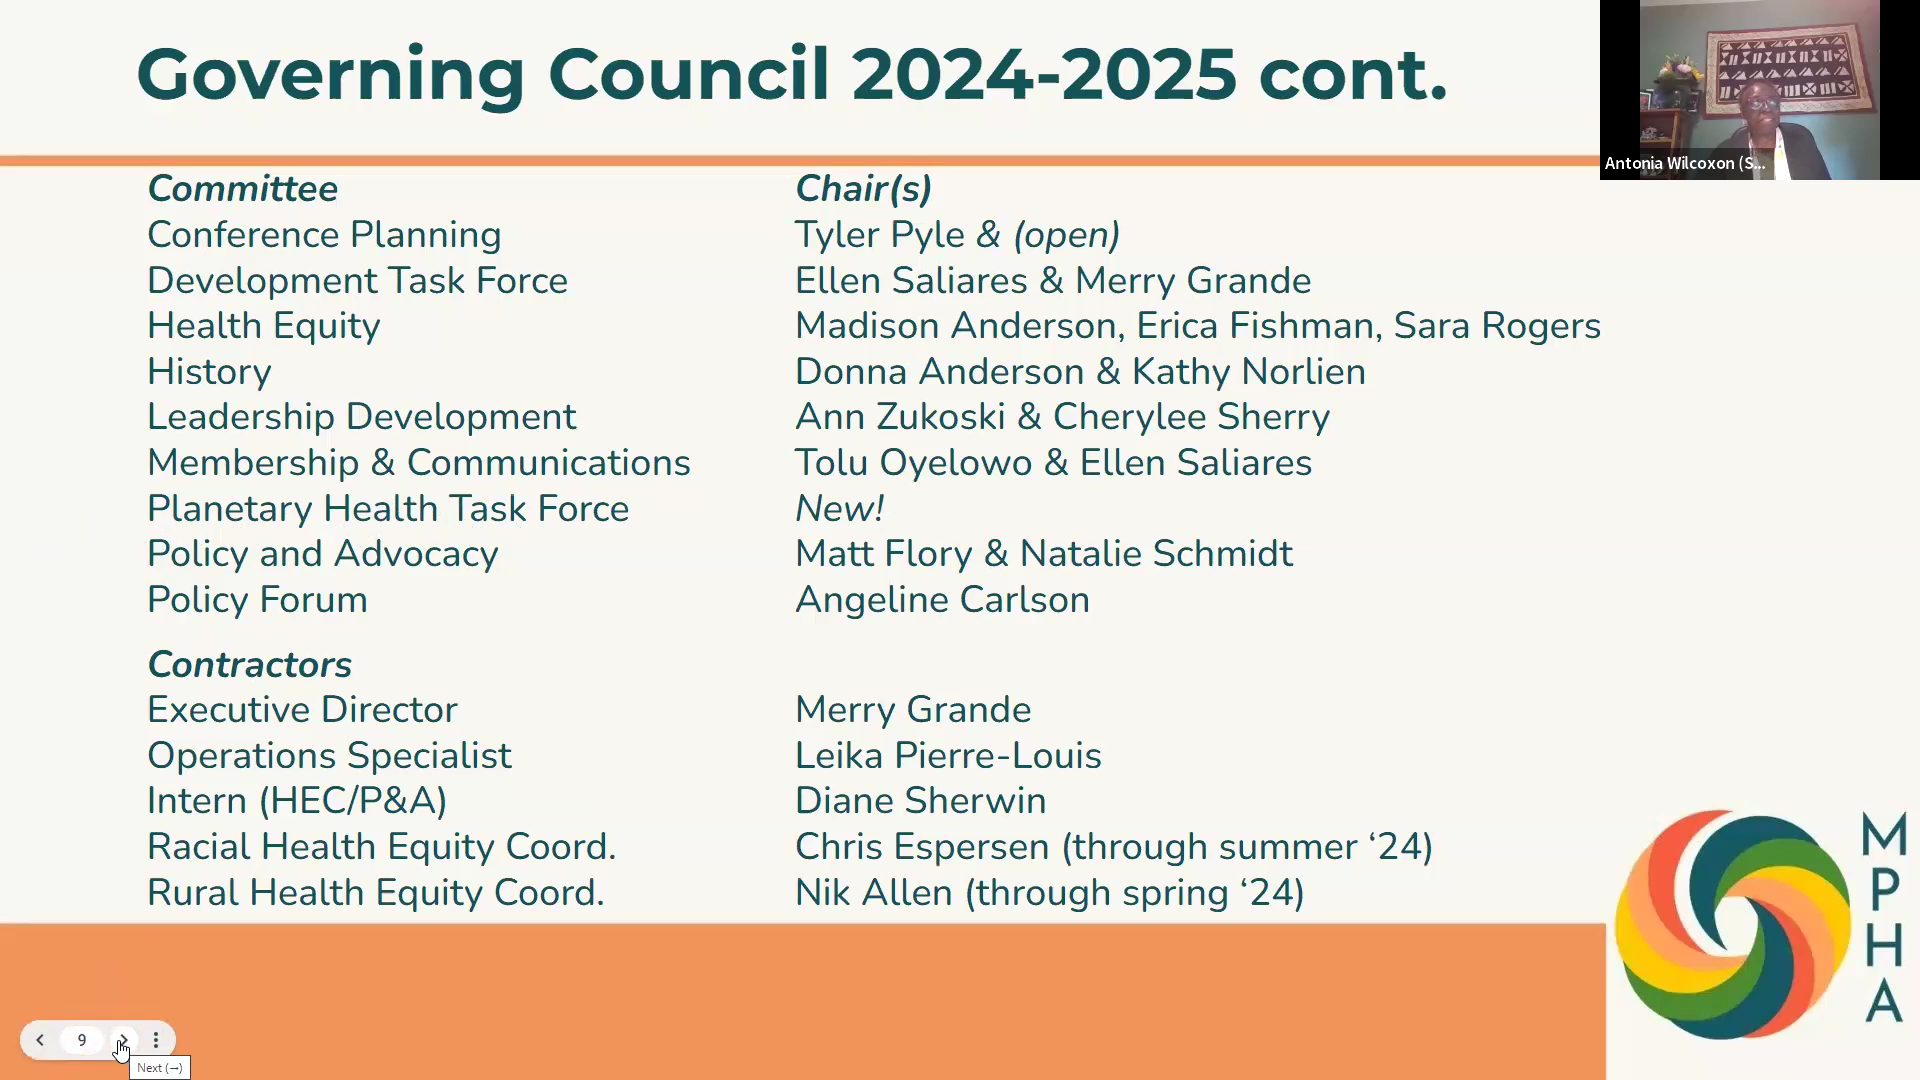 Governing Council 2024-2025 cont.
Antonia Wilcoxon (S...
Committee Chair(s)
Conference Planning Tyler Pyle & (open)
Development Task Force Ellen Saliares & Merry Grande
Health Equity Madison Anderson, Erica Fishman, Sara Rogers
History Donna Anderson & Kathy Norlien
Leadership Development Ann Zukoski & Cherylee Sherry
Membership & Communications Tolu Oyelowo & Ellen Saliares
Planetary Health Task Force New!
Policy and Advocacy Matt Flory & Natalie Schmidt
Policy Forum Angeline Carlson
Contractors
Executive Director Merry Grande
Operations Specialist Leika Pierre-Louis
Intern (HEC/P&A) Diane Sherwin
Racial Health Equity Coord. Chris Espersen (through summer ‘24)
Rural Health Equity Coord. Nik Allen (through spring ‘24)
M
P
H
A
9
Next (→)